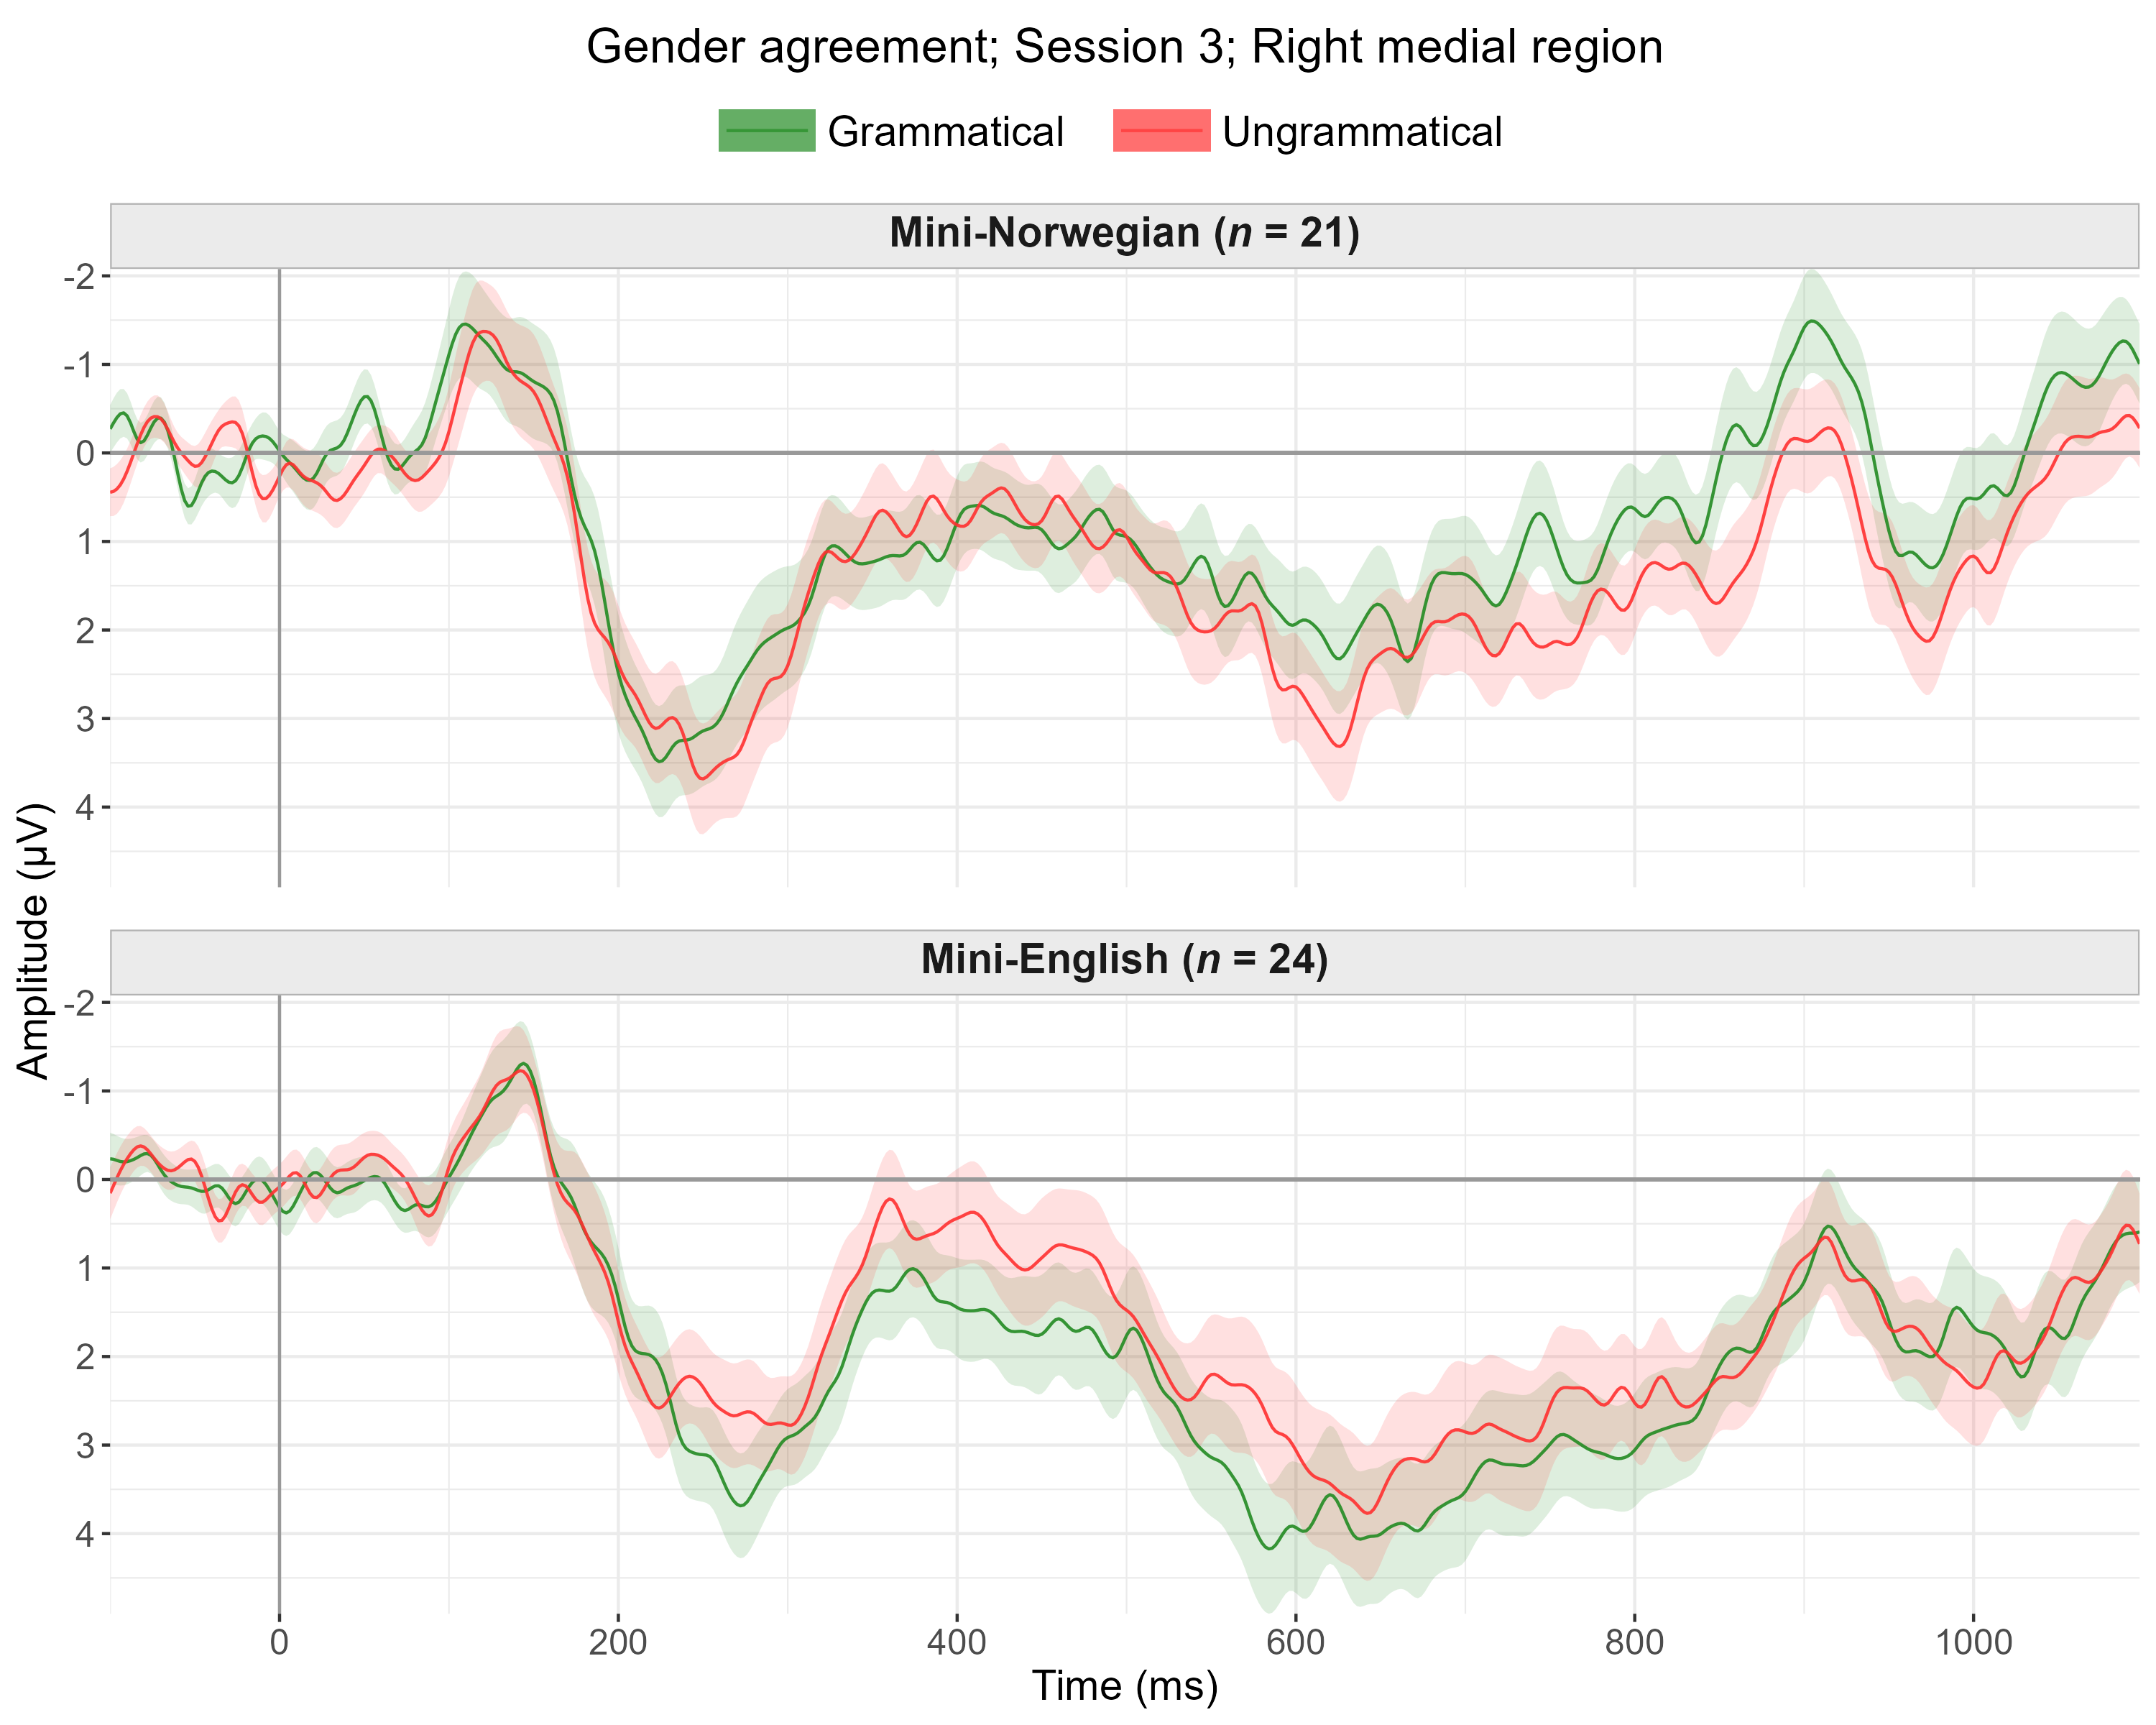 Gender agreement; Session 3; Right medial region
Grammatical
Ungrammatical
Mini-Norwegian (n = 21)
-2
-1
0
1
2
3
4
Mini-English (n = 24)
-2
-1
0
1
2
3
4
Amplitude (µV)
0 200 400 600 800 1000
Time (ms)